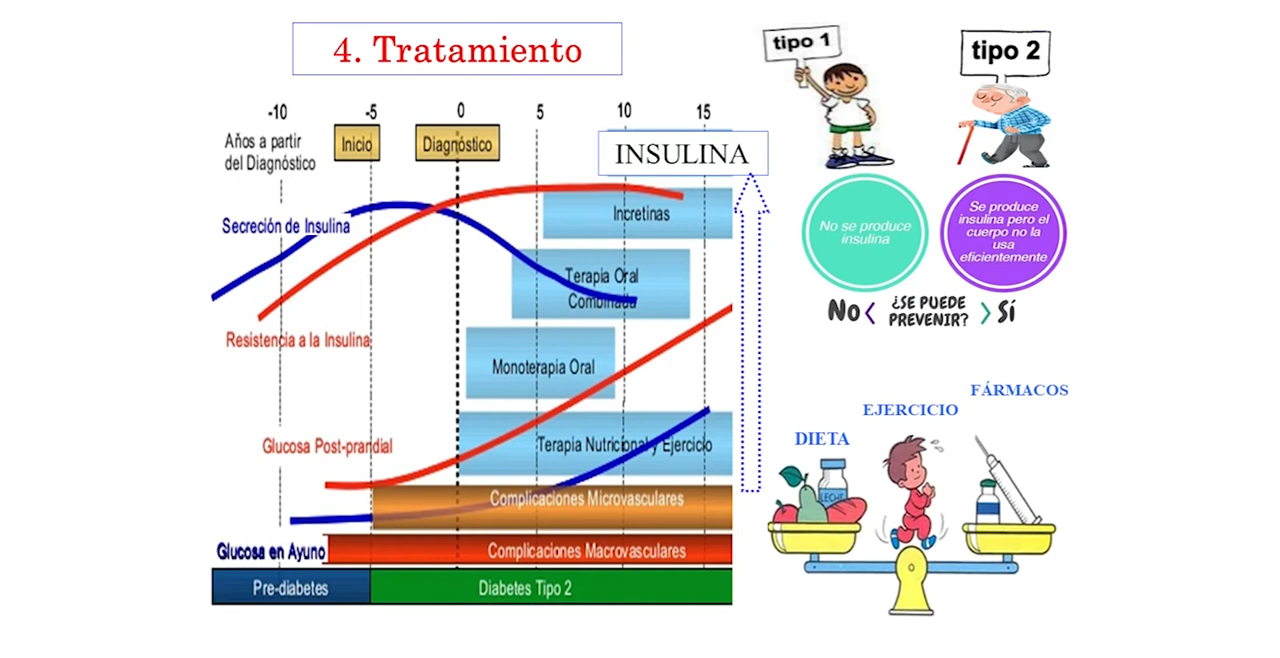 4. Tratamiento
-10 -5 0 5 10 15
Años a partir
del Diagnóstico
Inicio
Diagnóstico
INSULINA
Secreción de Insulina
Incretinas
Terapia Oral
Combinada
Resistencia a la Insulina
Monoterapia Oral
Glucosa Post-prandial
Terapia Nutricional y Ejercicio
Complicaciones Microvasculares
Glucosa en Ayuno
Complicaciones Macrovasculares
Pre-diabetes
Diabetes Tipo 2
tipo 1
tipo 2
No se produce
insulina
Se produce
insulina pero el
cuerpo no la
usa
eficientemente
No < ¿SE PUEDE
PREVENIR? > SÍ
DIETA
EJERCICIO
FÁRMACOS
LECHE